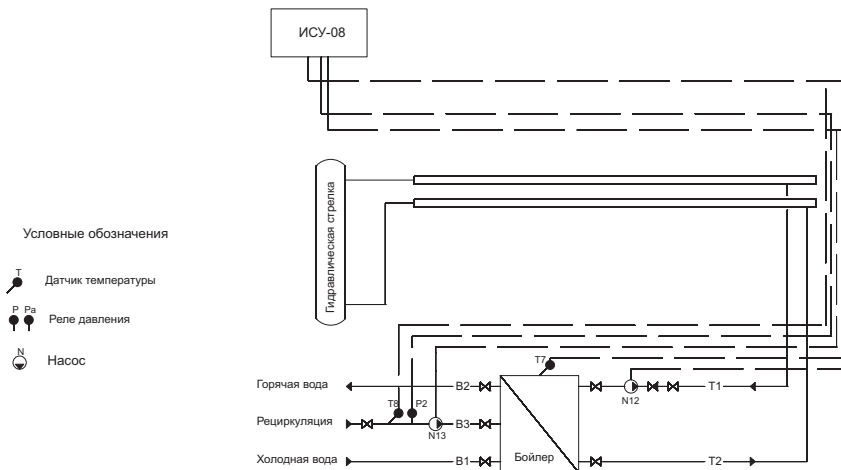 ИСУ-08
Гидравлическая стрелка
Условные обозначения
T
Датчик температуры
P Pa
Реле давления
N
Насос
T7
Горячая вода
B2
N12
T1
T8
P2
Рециркуляция
N13
B3
Холодная вода
B1
Бойлер
T2